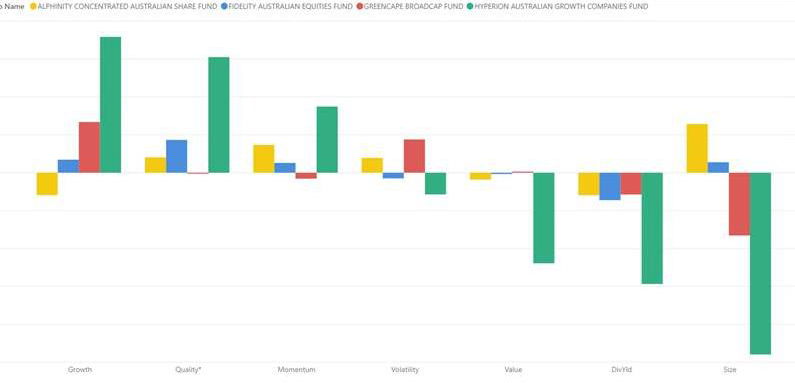 o Name ALPHINITY CONCENTRATED AUSTRALIAN SHARE FUND FIDELITY AUSTRALIAN EQUITIES FUND GREENCAPE BROADCAP FUND HYPERION AUSTRALIAN GROWTH COMPANIES FUND
Growth Quality* Momentum Volatility Value DivYld Size